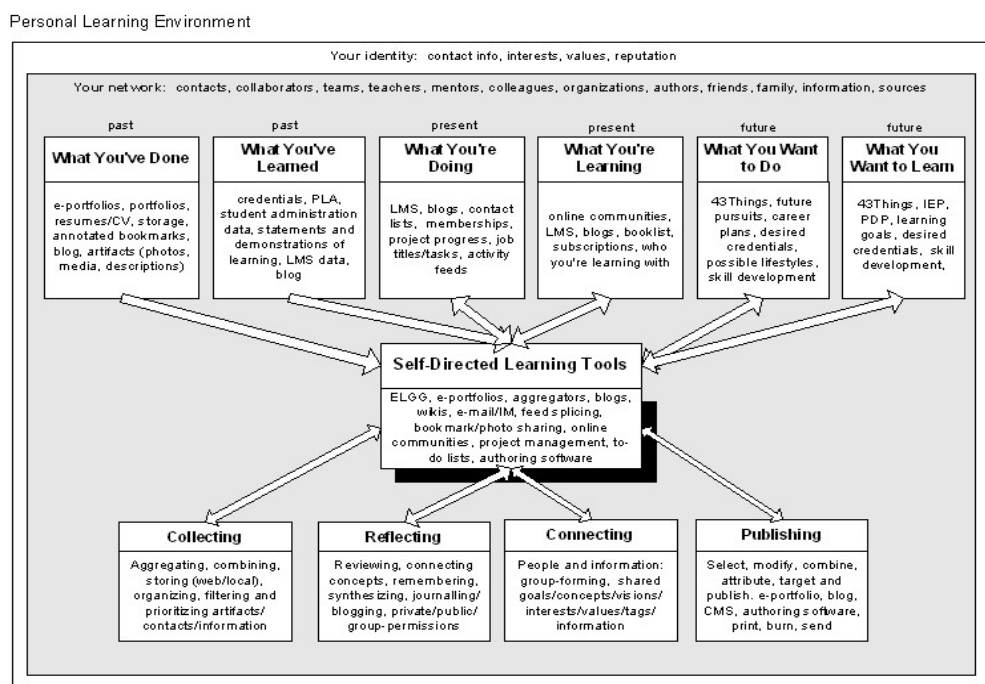 Personal Learning Environment
Your identity: contact info, interests, values, reputation
Your network: contacts, collaborators, teams, teachers, mentors, colleagues, organizations, authors, friends, family, information, sources
past
What You've Done
e-portfolios, portfolios,
resumes/CV, storage,
annotated bookmarks,
blog, artifacts (photos,
media, descriptions)
past
What You've
Learned
credentials, PLA,
student administration
data, statements and
demonstrations of
learning, LMS data,
blog
present
What You're
Doing
LMS, blogs, contact
lists, memberships,
project progress, job
titles/tasks, activity
feeds
present
What You're
Learning
online communities,
LMS, blogs, booklist,
subscriptions, who
you're learning with
future
What You Want
to Do
43Things, future
pursuits, career
plans, desired
credentials,
possible lifestyles,
skill development
future
What You
Want to Learn
43Things, IEP,
PDP, learning
goals, desired
credentials, skill
development,
Self-Directed Learning Tools
ELGG, e-portfolios, aggregators, blogs,
wikis, e-mail/IM, feed splicing,
bookmark/photo sharing, online
communities, project management, to-
do lists, authoring software
Collecting
Aggregating, combining,
storing (web/local),
organizing, filtering and
prioritizing artifacts/
contacts/information
Reflecting
Reviewing, connecting
concepts, remembering,
synthesizing, journalling/
blogging, private/public/
group-permissions
Connecting
People and information:
group-forming, shared
goals/concepts/visions/
interests/values/tags/
information
Publishing
Select, modify, combine,
attribute, target and
publish. e-portfolio, blog,
CMS, authoring software,
print, burn, send